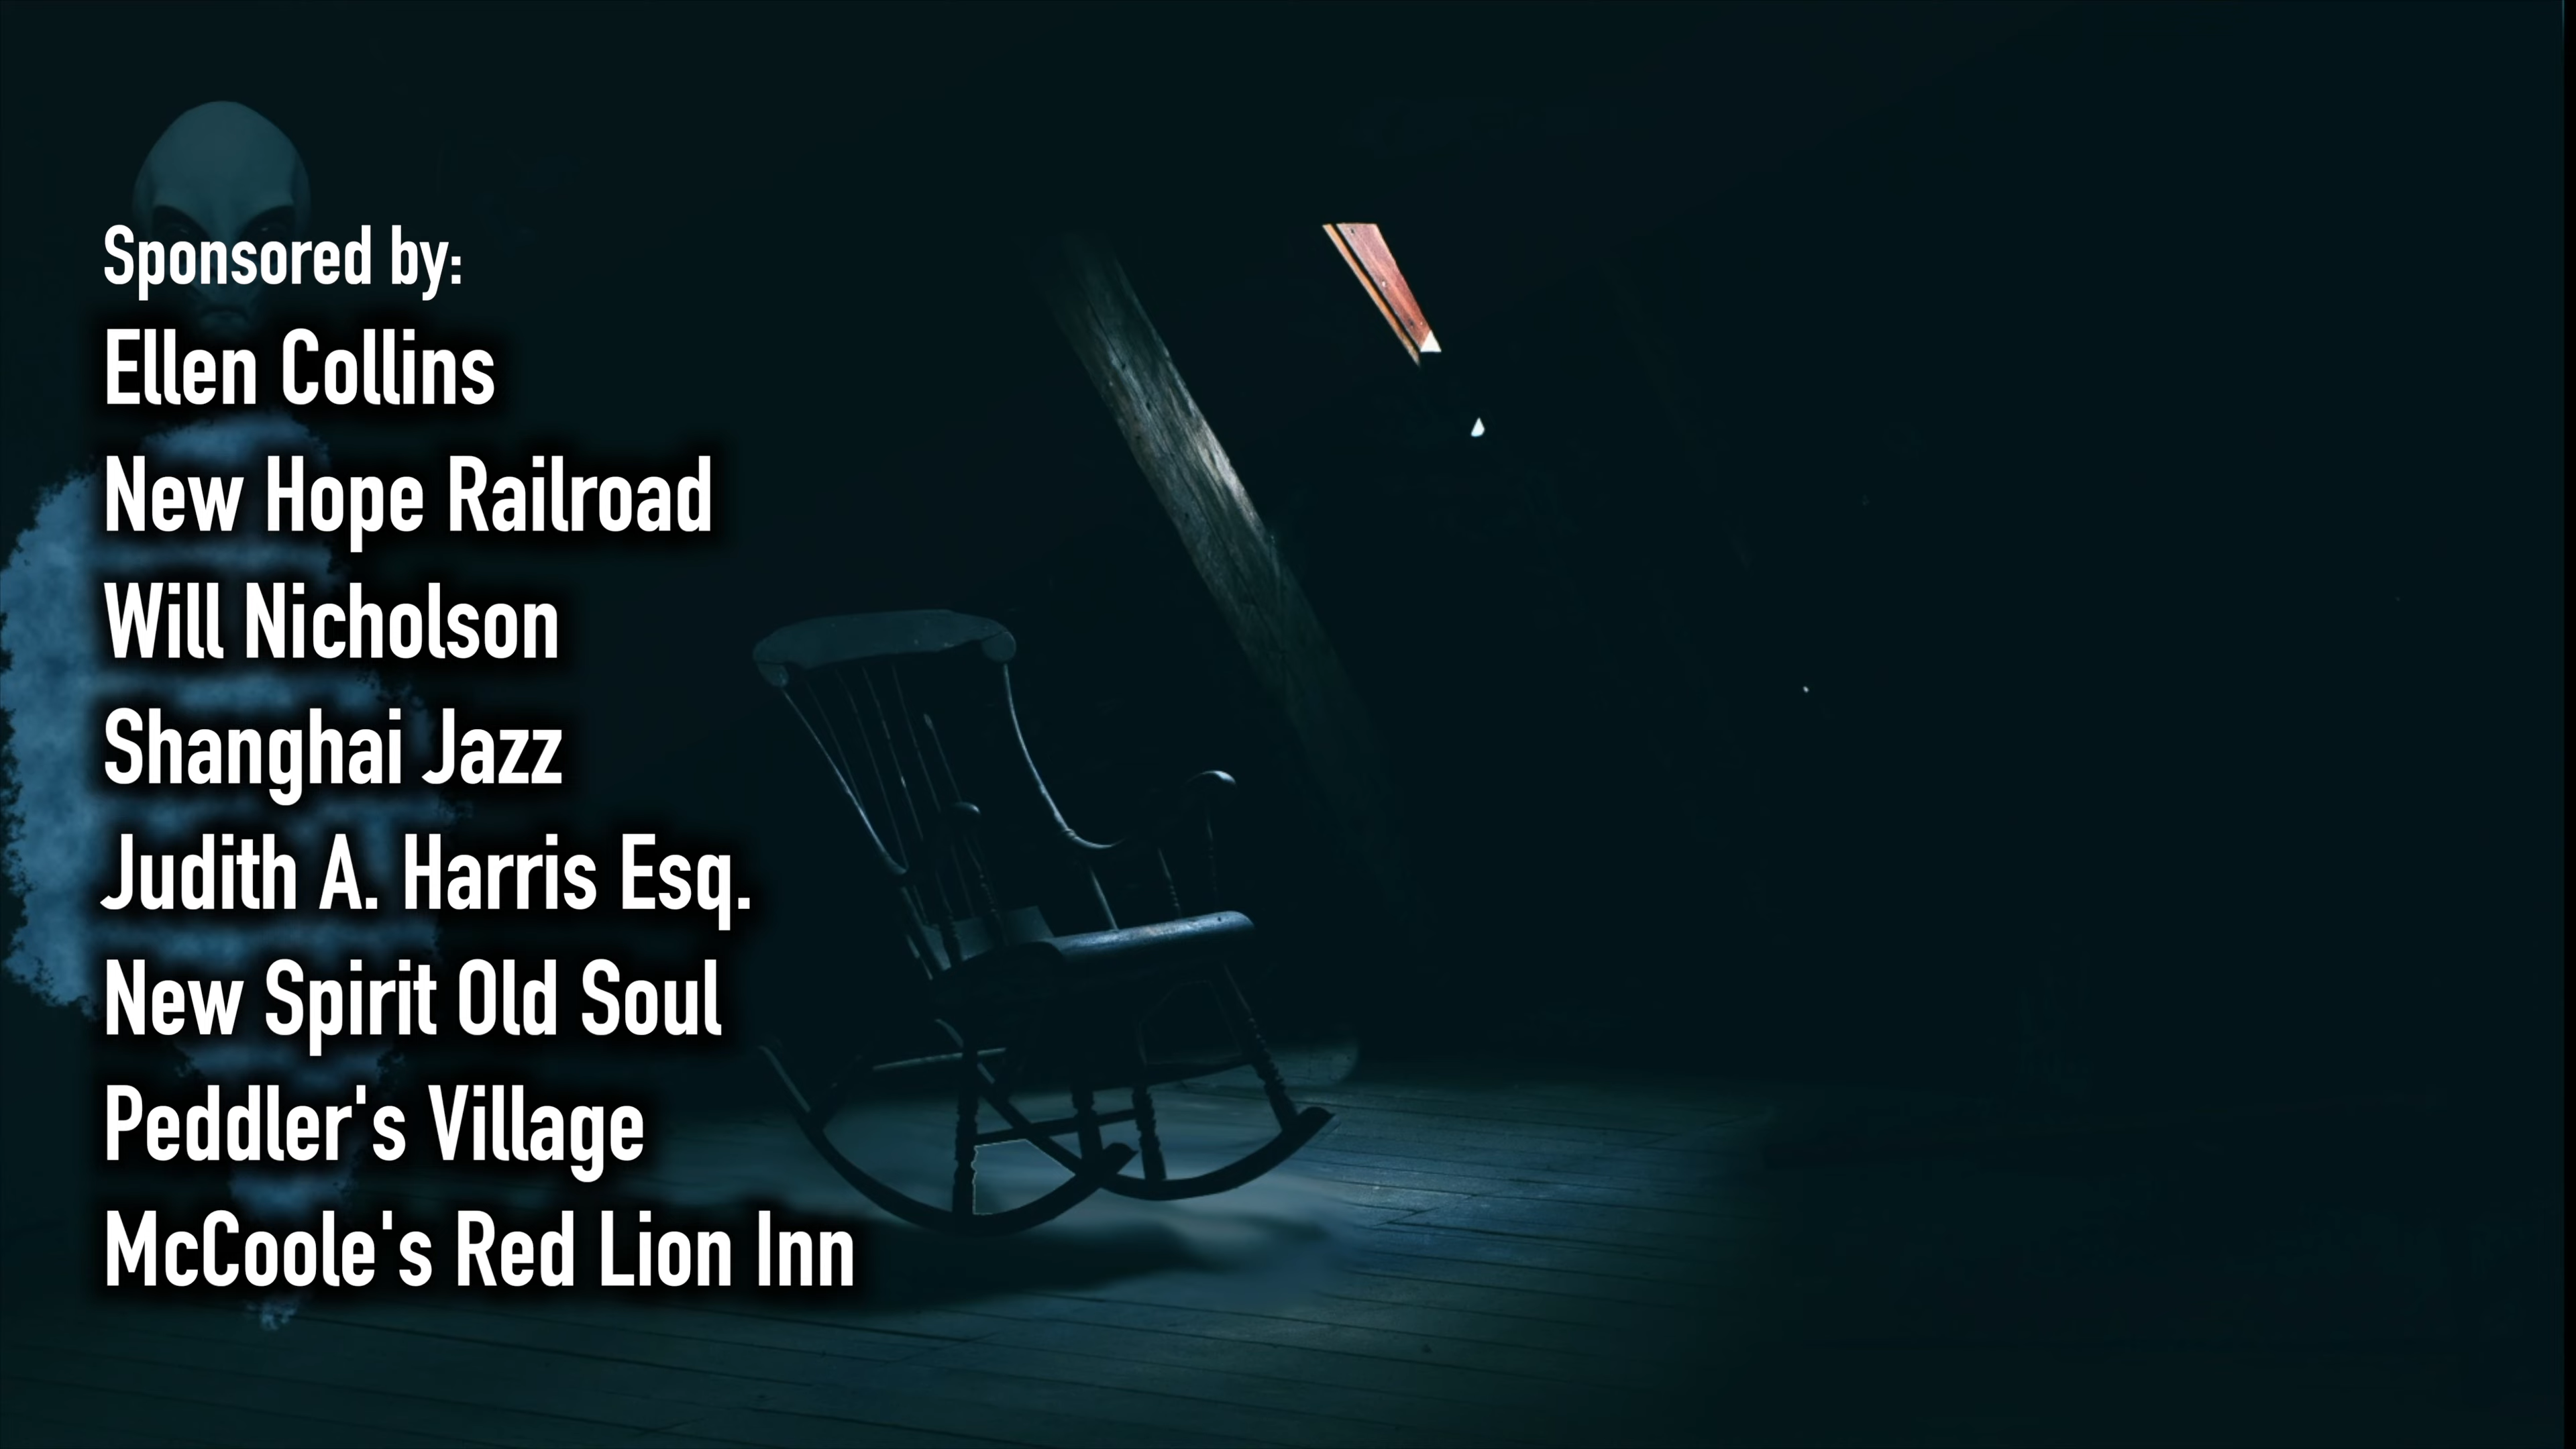 Sponsored by:
Ellen Collins
New Hope Railroad
Will Nicholson
Shanghai Jazz
Judith A. Harris Esq.
New Spirit Old Soul
Peddler's Village
McCoole's Red Lion Inn